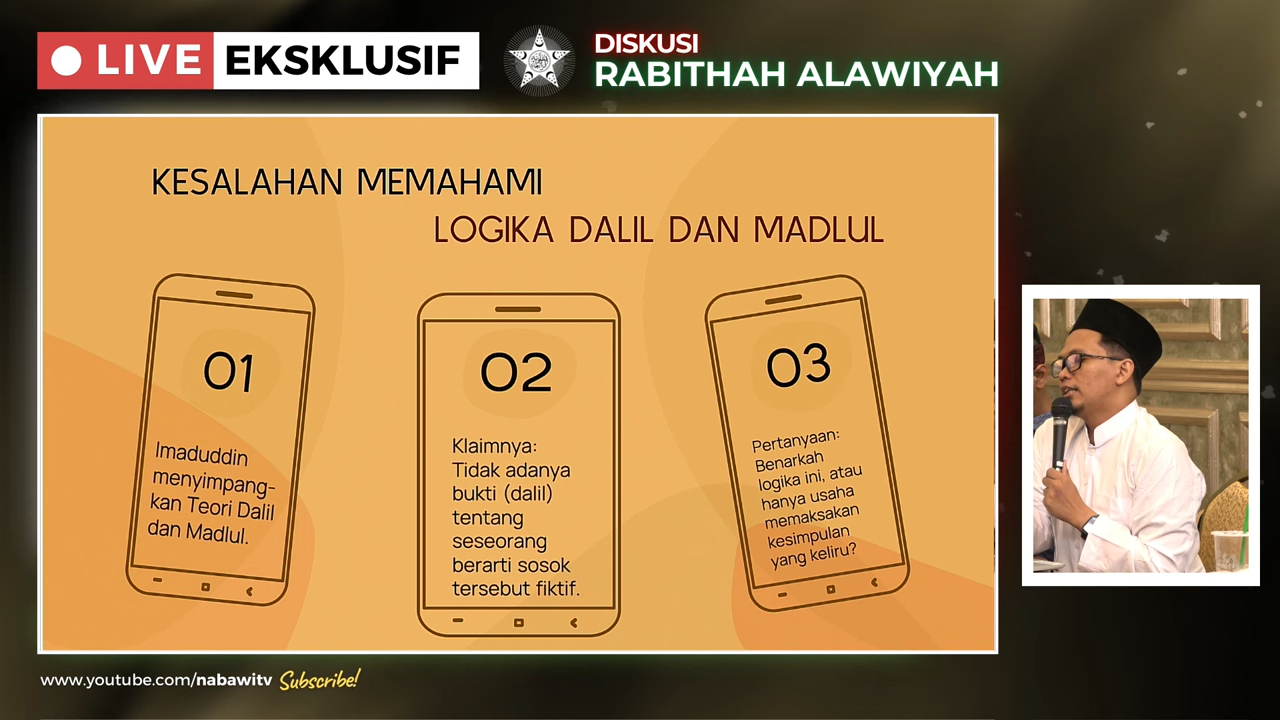 LIVE EKSKLUSIF
DISKUSI
RABITHAH ALAWIYAH
KESALAHAN MEMAHAMI
LOGIKA DALIL DAN MADLUL
01
Imaduddin
menyimpang-
kan Teori Dalil
dan Madlul.
02
Klaimnya:
Tidak adanya
bukti (dalil)
tentang
seseorang
berarti sosok
tersebut fiktif.
03
Pertanyaan:
Benarkah
logika ini, atau
hanya usaha
memaksakan
kesimpulan
yang keliru?
www.youtube.com/nabawitv Subscribe!